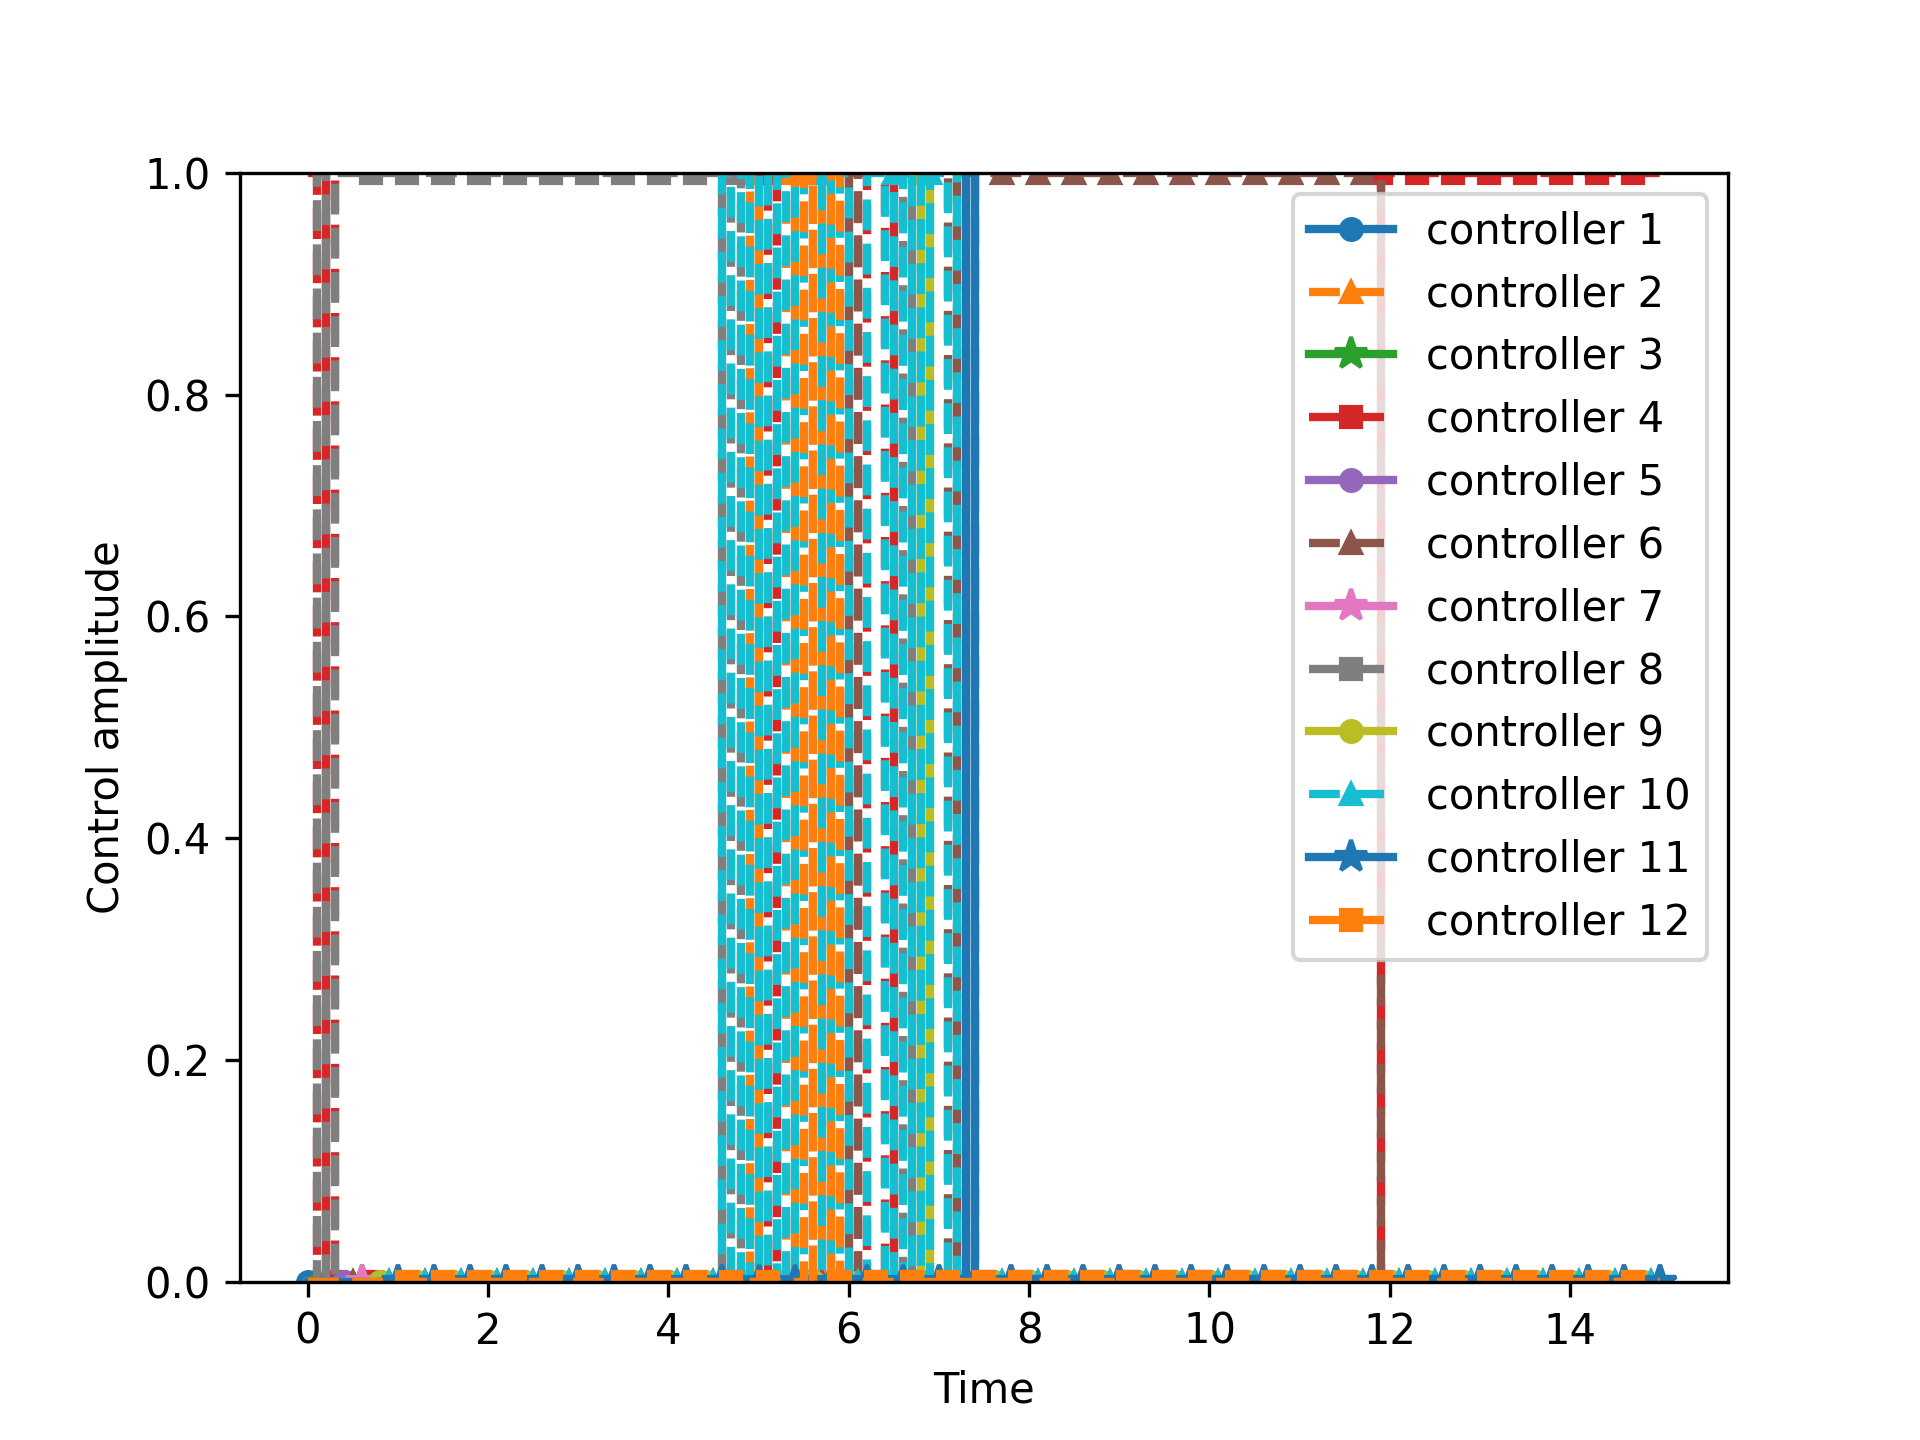 1.0
0.8
0.6
0.4
0.2
0.0
Control amplitude
0 2 4 6 8 10 12 14
Time
controller 1
controller 2
controller 3
controller 4
controller 5
controller 6
controller 7
controller 8
controller 9
controller 10
controller 11
controller 12